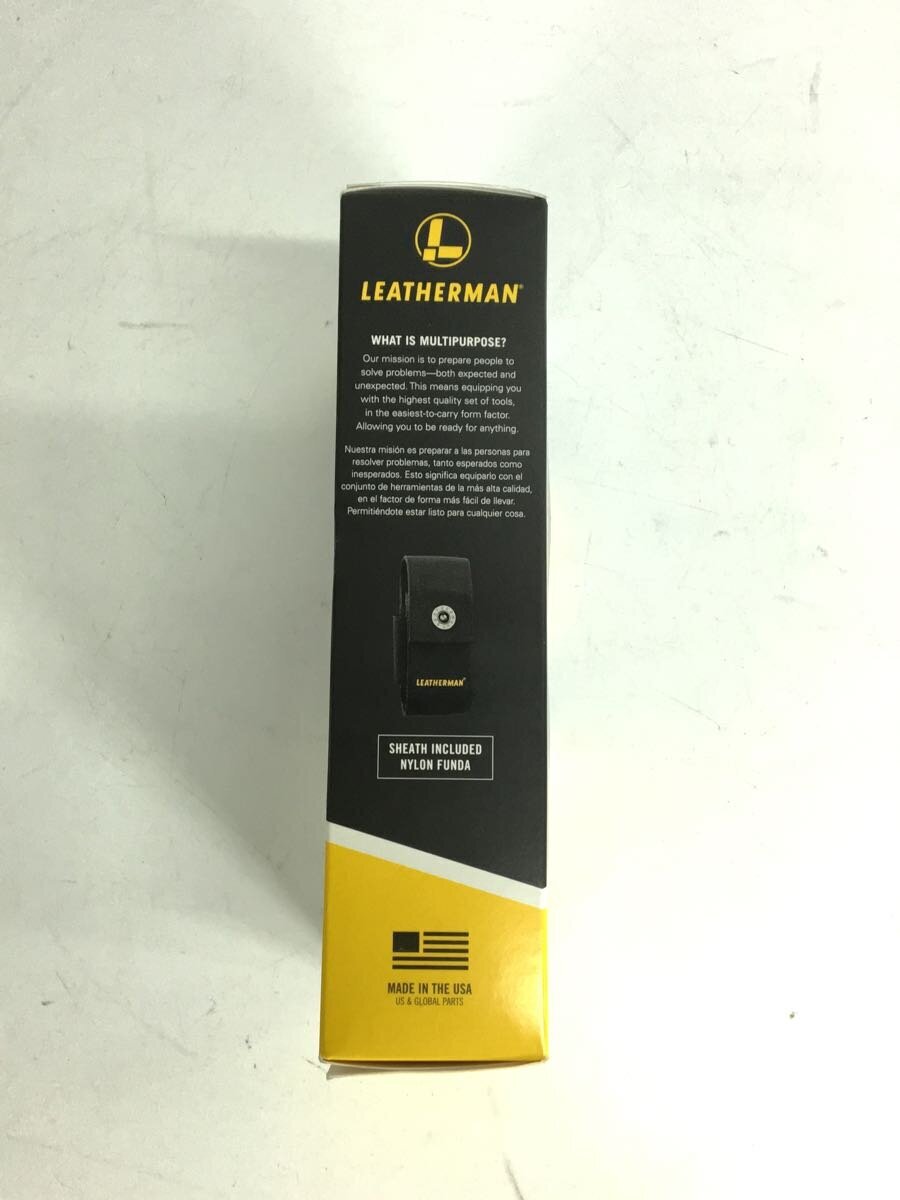 LEATHERMAN®
WHAT IS MULTIPURPOSE?
Our mission is to prepare people to
solve problems—both expected and
unexpected. This means equipping you
with the highest quality set of tools,
in the easiest-to-carry form factor.
Allowing you to be ready for anything.
Nuestra misión es preparar a las personas para
resolver problemas, tanto esperados como
inesperados. Esto significa equiparlo con el
conjunto de herramientas de la más alta calidad,
en el factor de forma más fácil de llevar.
Permitiéndote estar listo para cualquier cosa.
LEATHERMAN®
SHEATH INCLUDED
NYLON FUNDA
MADE IN THE USA
US & GLOBAL PARTS